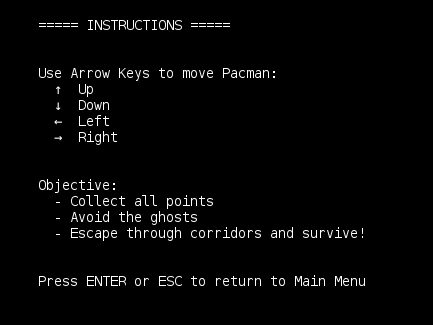 ===== INSTRUCTIONS =====
Use Arrow Keys to move Pacman:
↑ Up
↓ Down
← Left
→ Right
Objective:
- Collect all points
- Avoid the ghosts
- Escape through corridors and survive!
Press ENTER or ESC to return to Main Menu